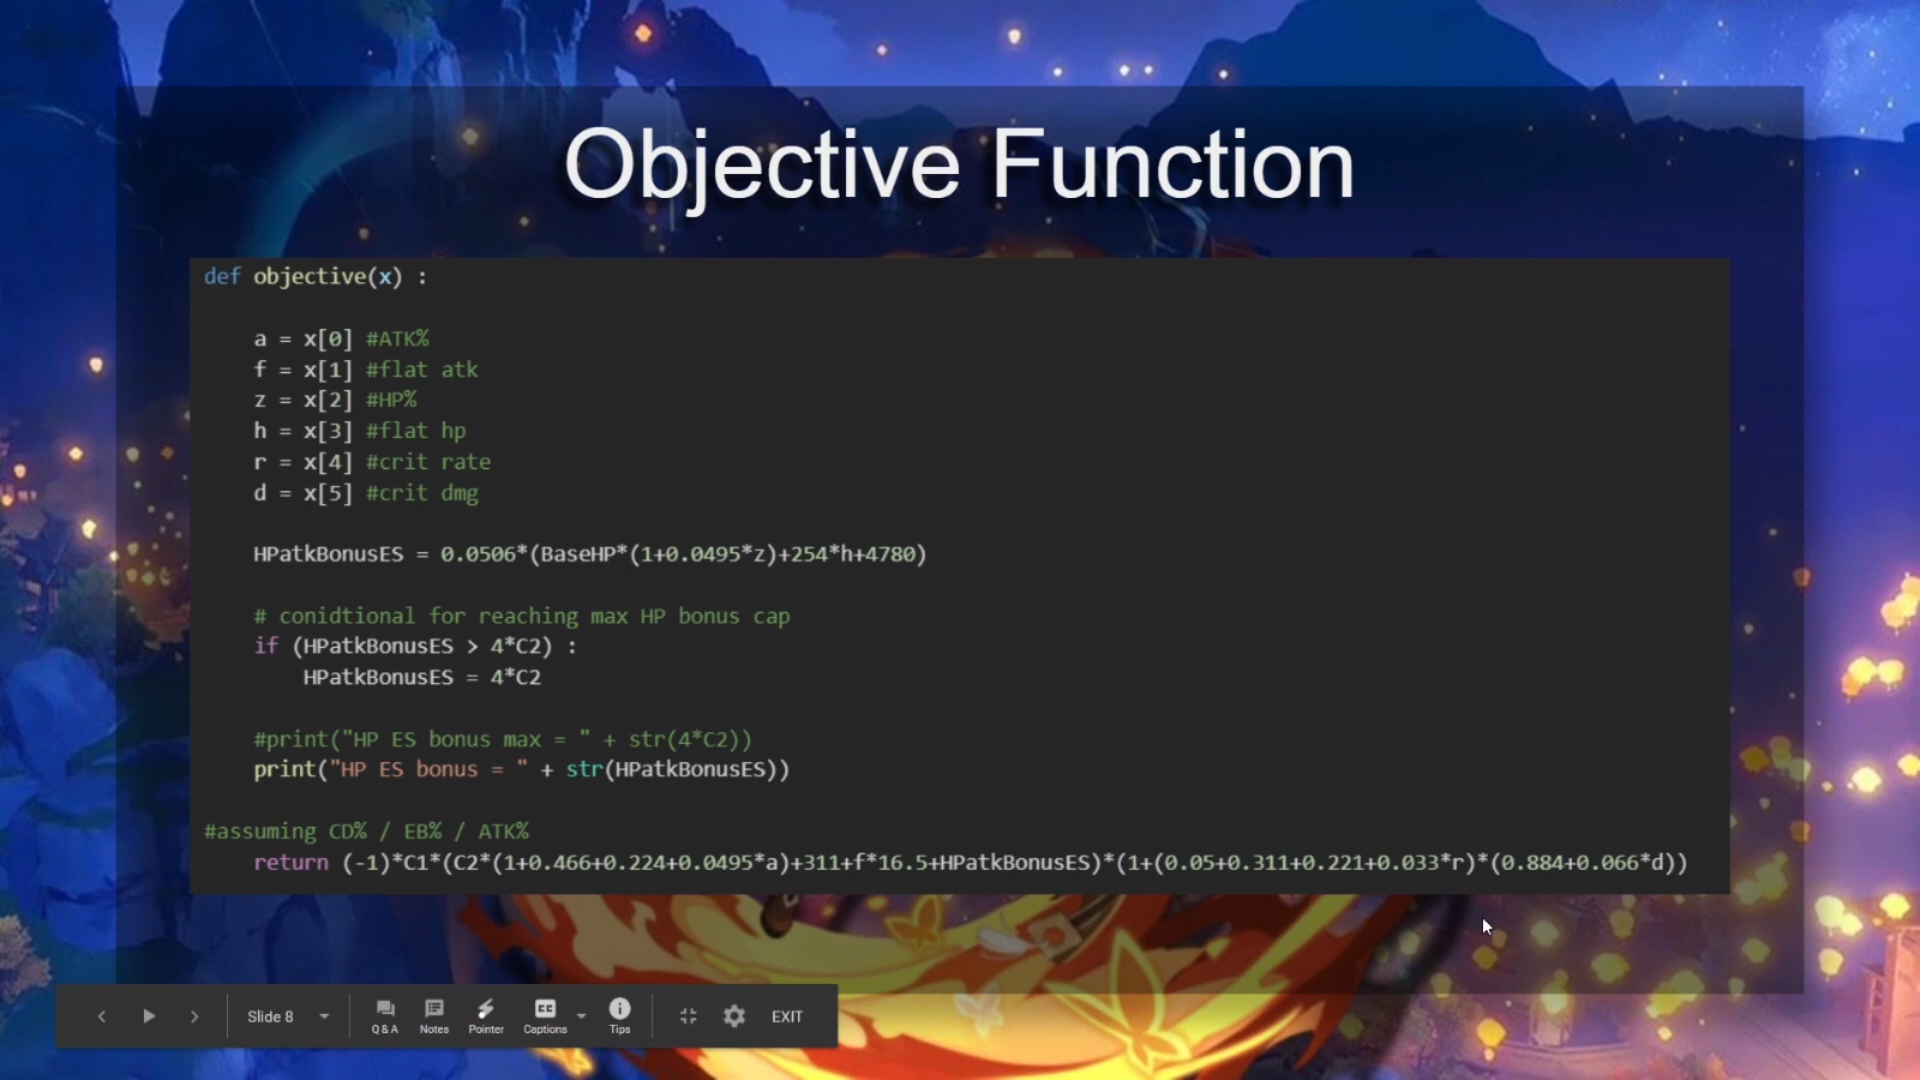 Objective Function
def objective(x) :
a = x[0] #ATK%
f = x[1] #flat atk
z = x[2] #HP%
h = x[3] #flat hp
r = x[4] #crit rate
d = x[5] #crit dmg
HPatkBonusES = 0.0506*(BaseHP*(1+0.0495*z)+254*h+4780)
# conidtional for reaching max HP bonus cap
if (HPatkBonusES > 4*C2) :
HPatkBonusES = 4*C2
#print("HP ES bonus max = " + str(4*C2))
print("HP ES bonus = " + str(HPatkBonusES))
#assuming CD% / EB% / ATK%
return (-1)*C1*(C2*(1+0.466+0.224+0.0495*a)+311+f*16.5+HPatkBonusES)*(1+(0.05+0.311+0.221+0.033*r)*(0.884+0.066*d))
Slide 8
Q & A
Notes
Pointer
CC
Captions
Tips
EXIT